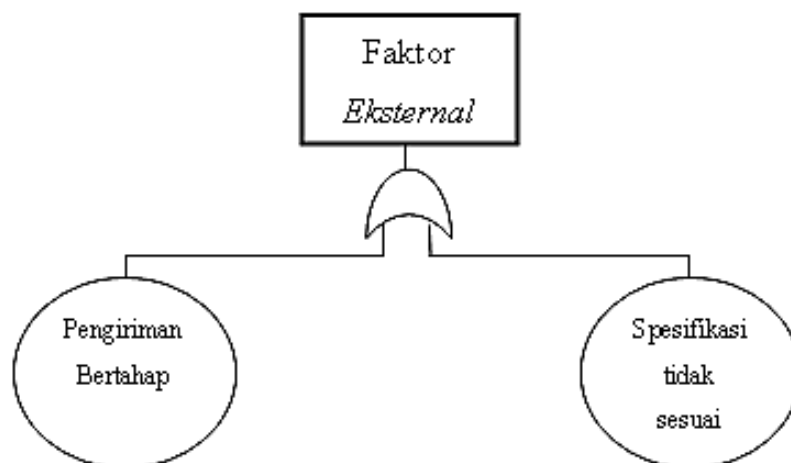 Faktor
Eksternal
Pengiriman
Bertahap
Spesifikasi
tidak
sesuai